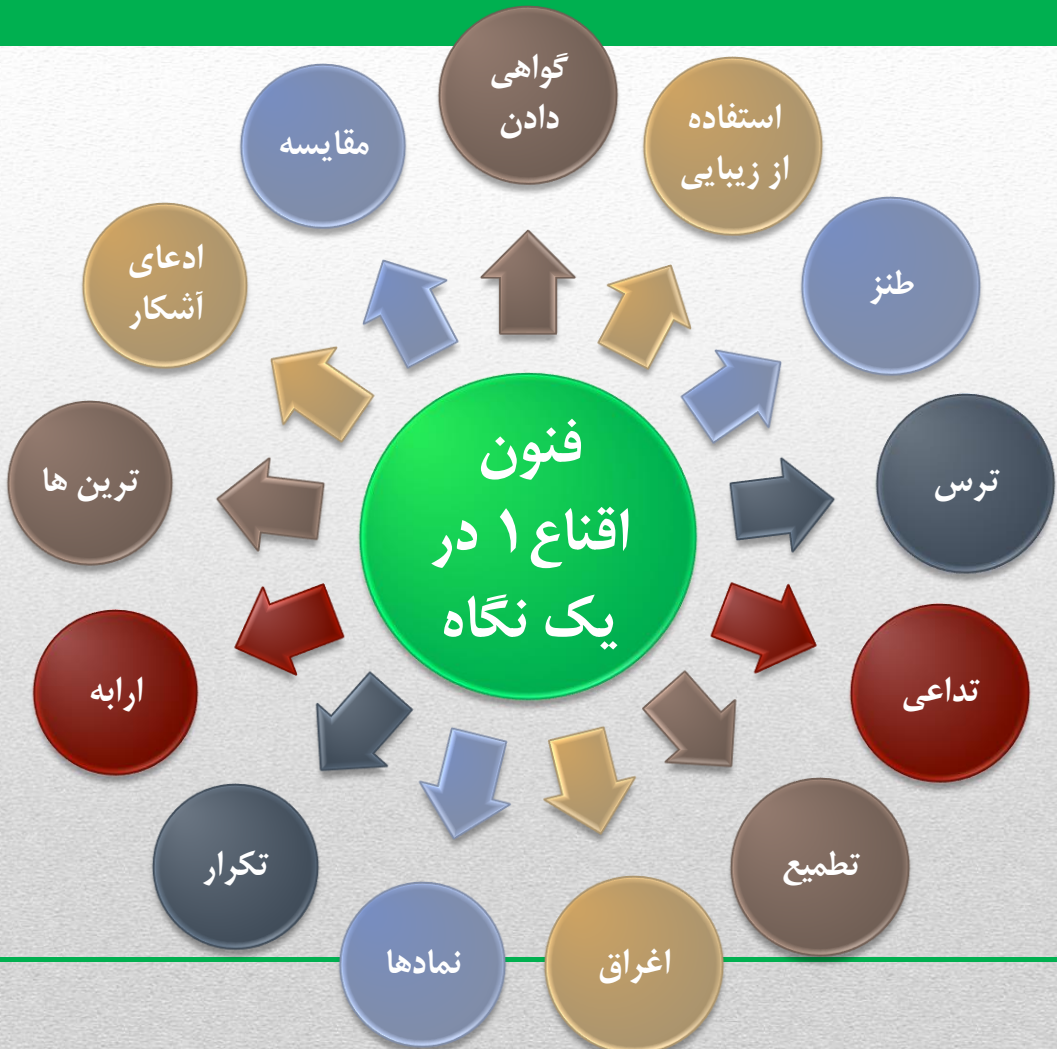 فنون
اقناع ۱ در
یک نگاه
گواهی
دادن
استفاده
از زیبایی
طنز
ترس
تداعی
تطمیع
اغراق
نمادها
تکرار
ارابه
ترین ها
ادعای
آشکار
مقایسه